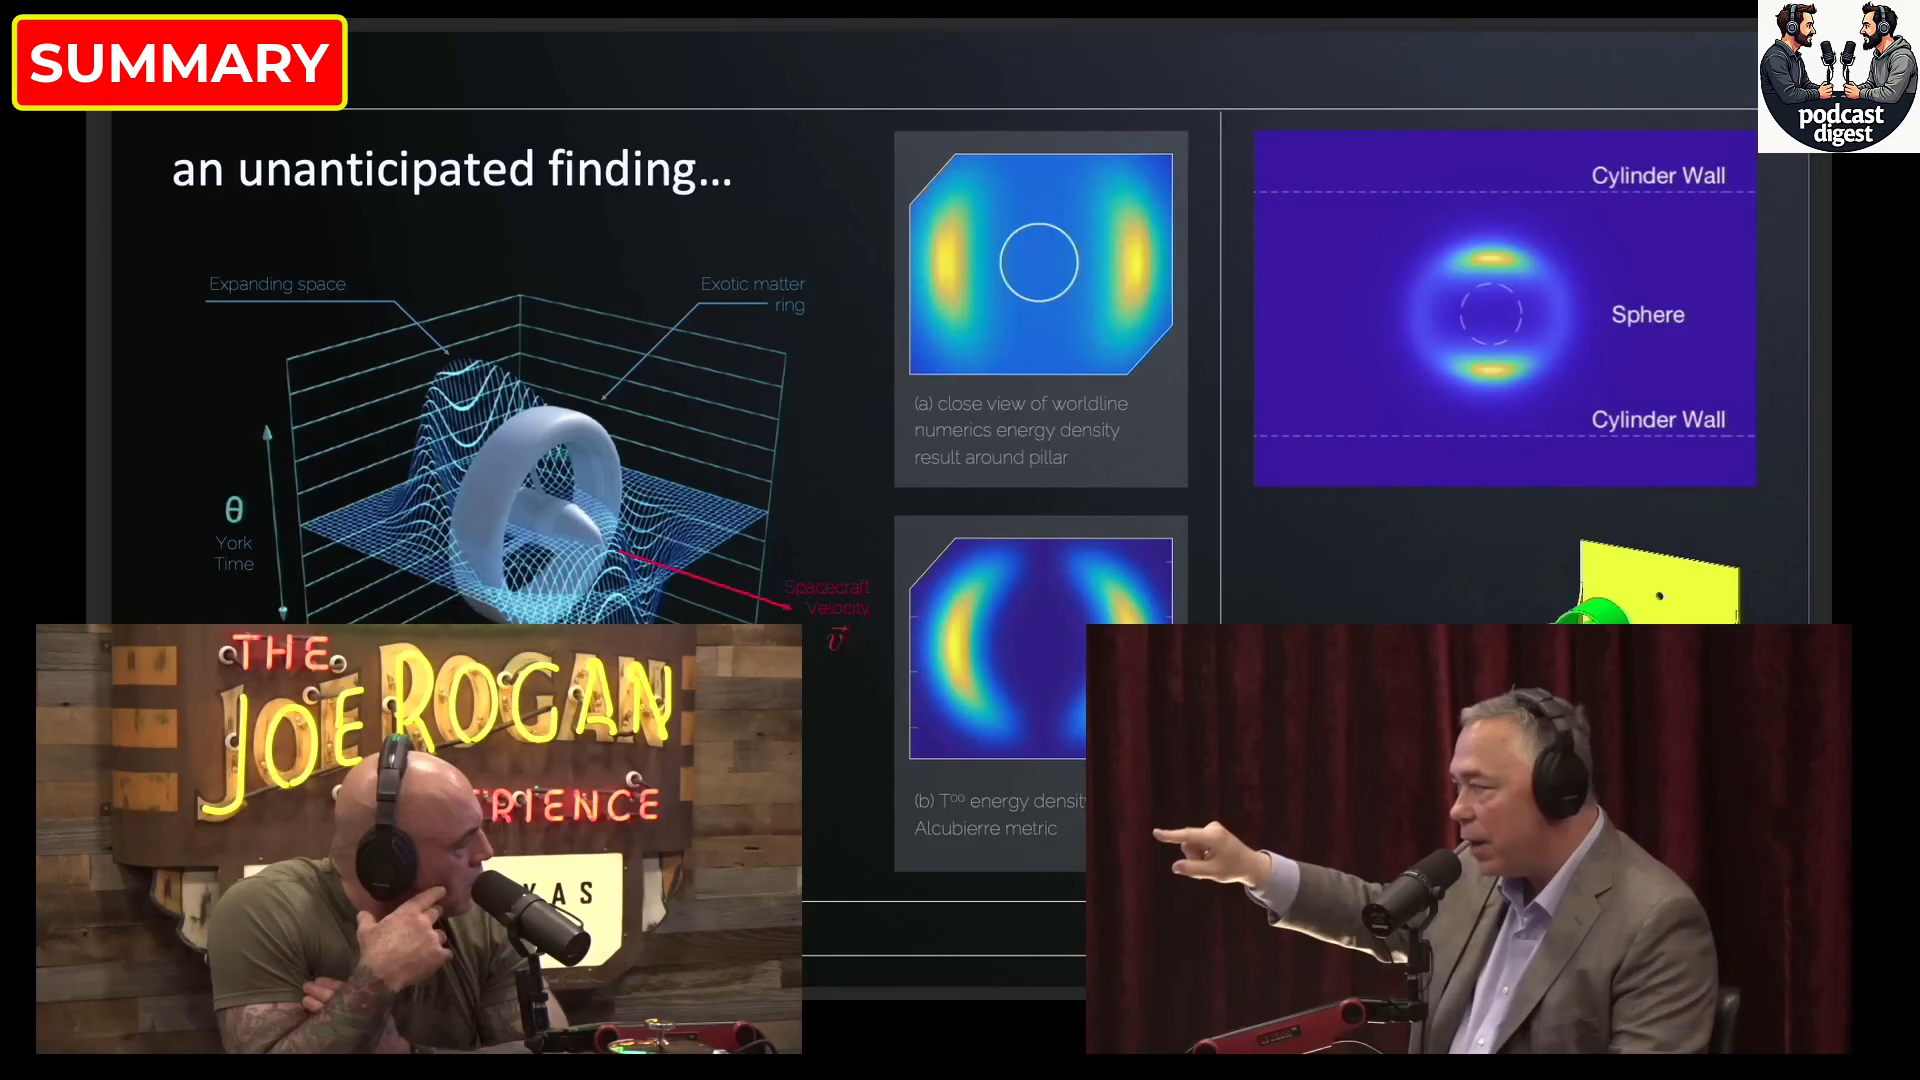 SUMMARY
podcast
digest
an unanticipated finding...
Expanding space
Exotic matter
ring
θ
York
Time
Spacecraft
Velocity
v⃗
(a) close view of worldline
numerics energy density
result around pillar
(b) T⁰⁰ energy densit
Alcubierre metric
Cylinder Wall
Sphere
Cylinder Wall
THE
JOE ROGAN
RIENCE
XAS